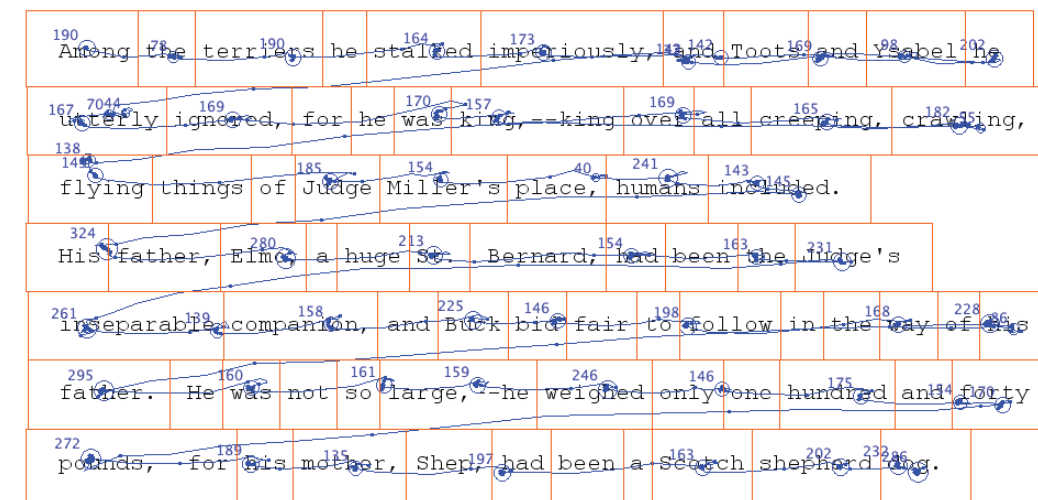 Among the terriers he stalked imperiously, and Toots and Ysabel he
utterly ignored, for he was king,--king over all creeping, crawling,
flying things of Judge Miller's place, humans included.
His father, Elmo, a huge St. Bernard, had been the Judge's
inseparable companion, and Buck bid fair to follow in the way of his
father. He was not so large,--he weighed only one hundred and forty
pounds, for his mother, Shep, had been a Scotch shepherd dog.